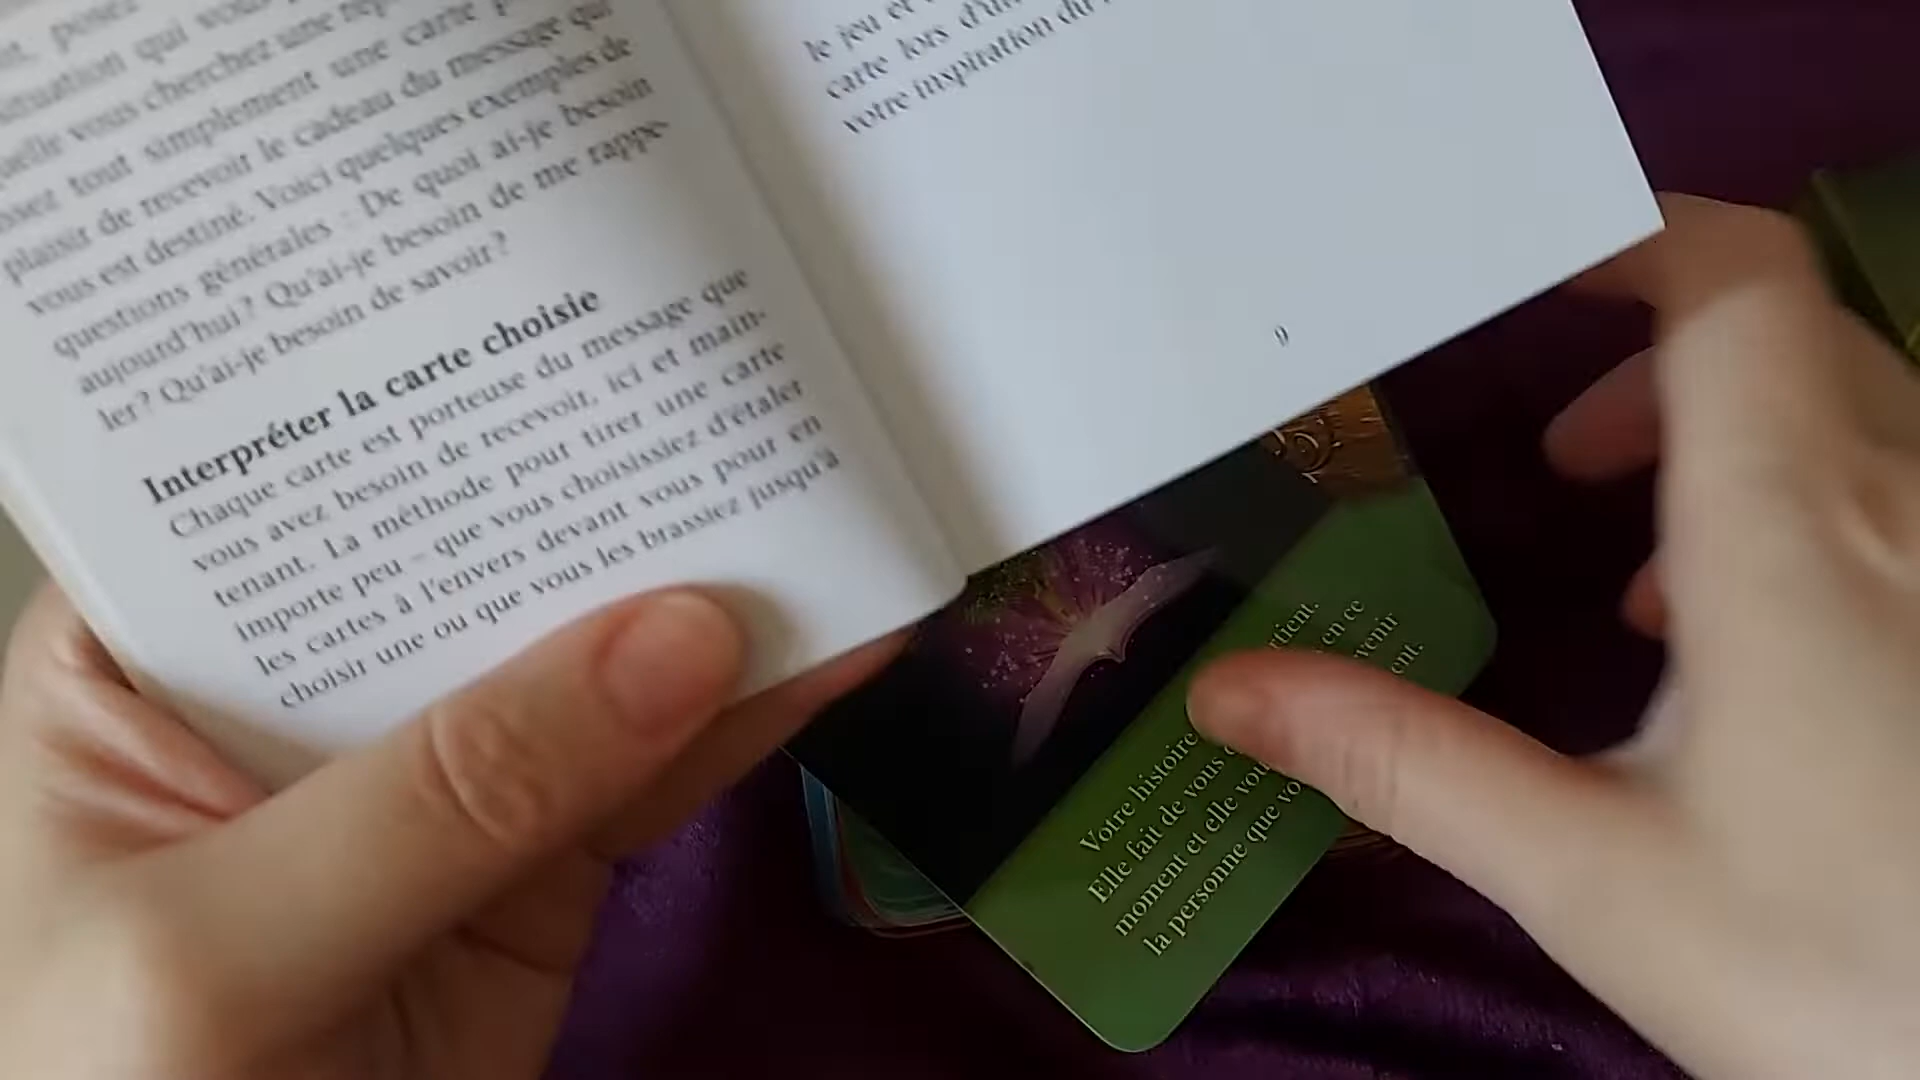 posez
situation qui vous
quelle vous cherchez une
tout simplement une carte
plaisir de recevoir le cadeau du message qui
vous est destiné. Voici quelques exemples de
questions générales : De quoi ai-je besoin
aujourd'hui ? Qu'ai-je besoin de me rappe-
ler ? Qu'ai-je besoin de savoir ?
Interpréter la carte choisie
Chaque carte est porteuse du message que
vous avez besoin de recevoir, ici et main-
tenant. La méthode pour tirer une carte
importe peu – que vous choisissiez d'étaler
les cartes à l'envers devant vous pour en
choisir une ou que vous les brassiez jusqu'à
le jeu et
carte lors d'un
votre inspiration du
9
Votre histoire
Elle fait de vous en ce
moment et elle
la personne que